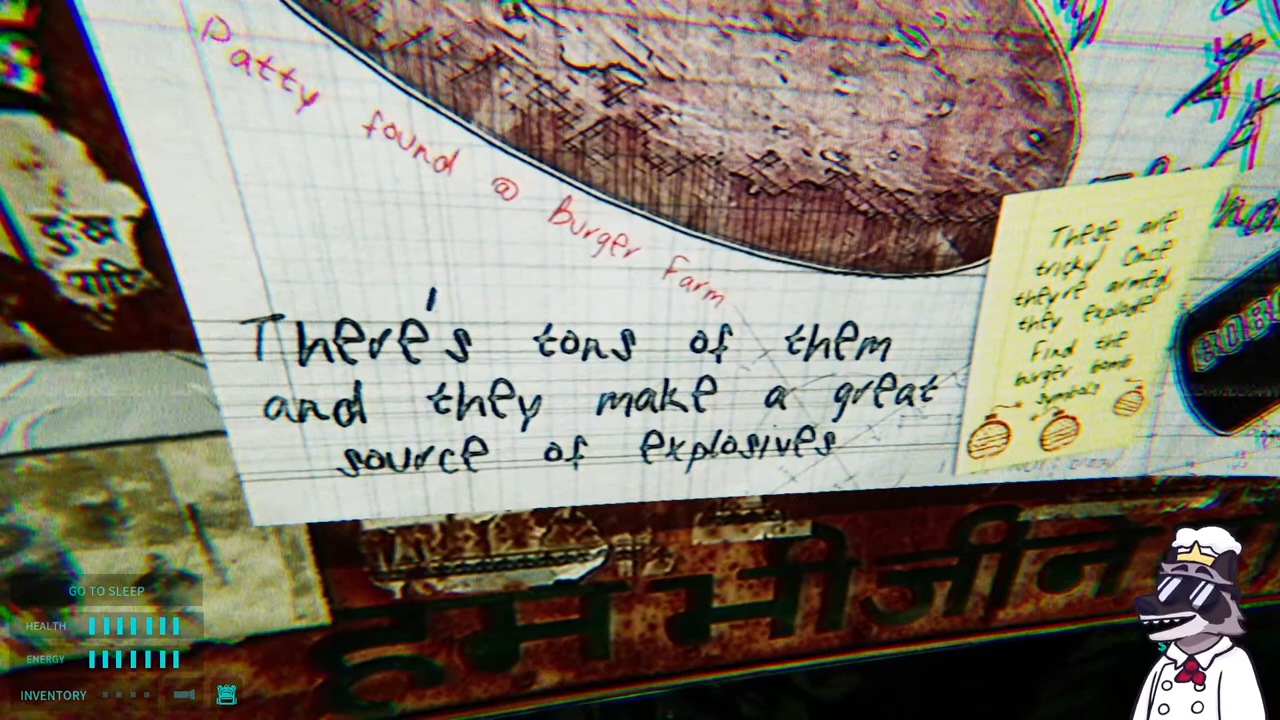 Patty found @ Burger Farm
There's tons of them
and they make a great
source of explosives
These are
tricky! Once
they're armed,
they explode!
Find the
burger bomb
symbols
हम भी जीने
GO TO SLEEP
HEALTH
ENERGY
INVENTORY